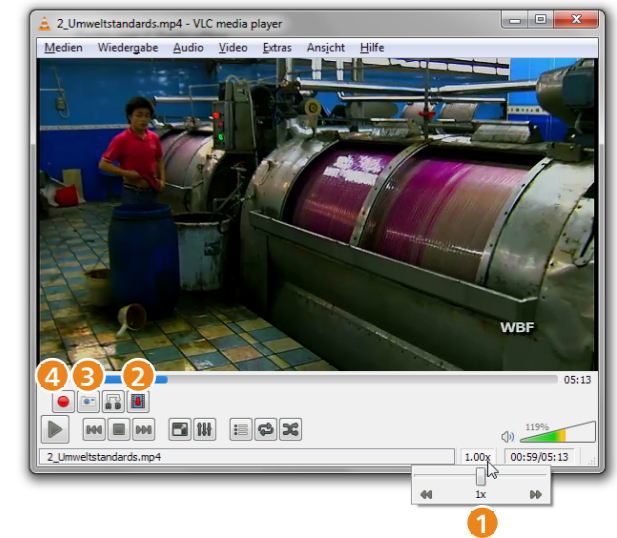 2_Umweltstandards.mp4 - VLC media player
Medien Wiedergabe Audio Video Extras Ansicht Hilfe
WBF
4 3 2
05:13
119%
2_Umweltstandards.mp4 1.00x 00:59/05:13
1x
1